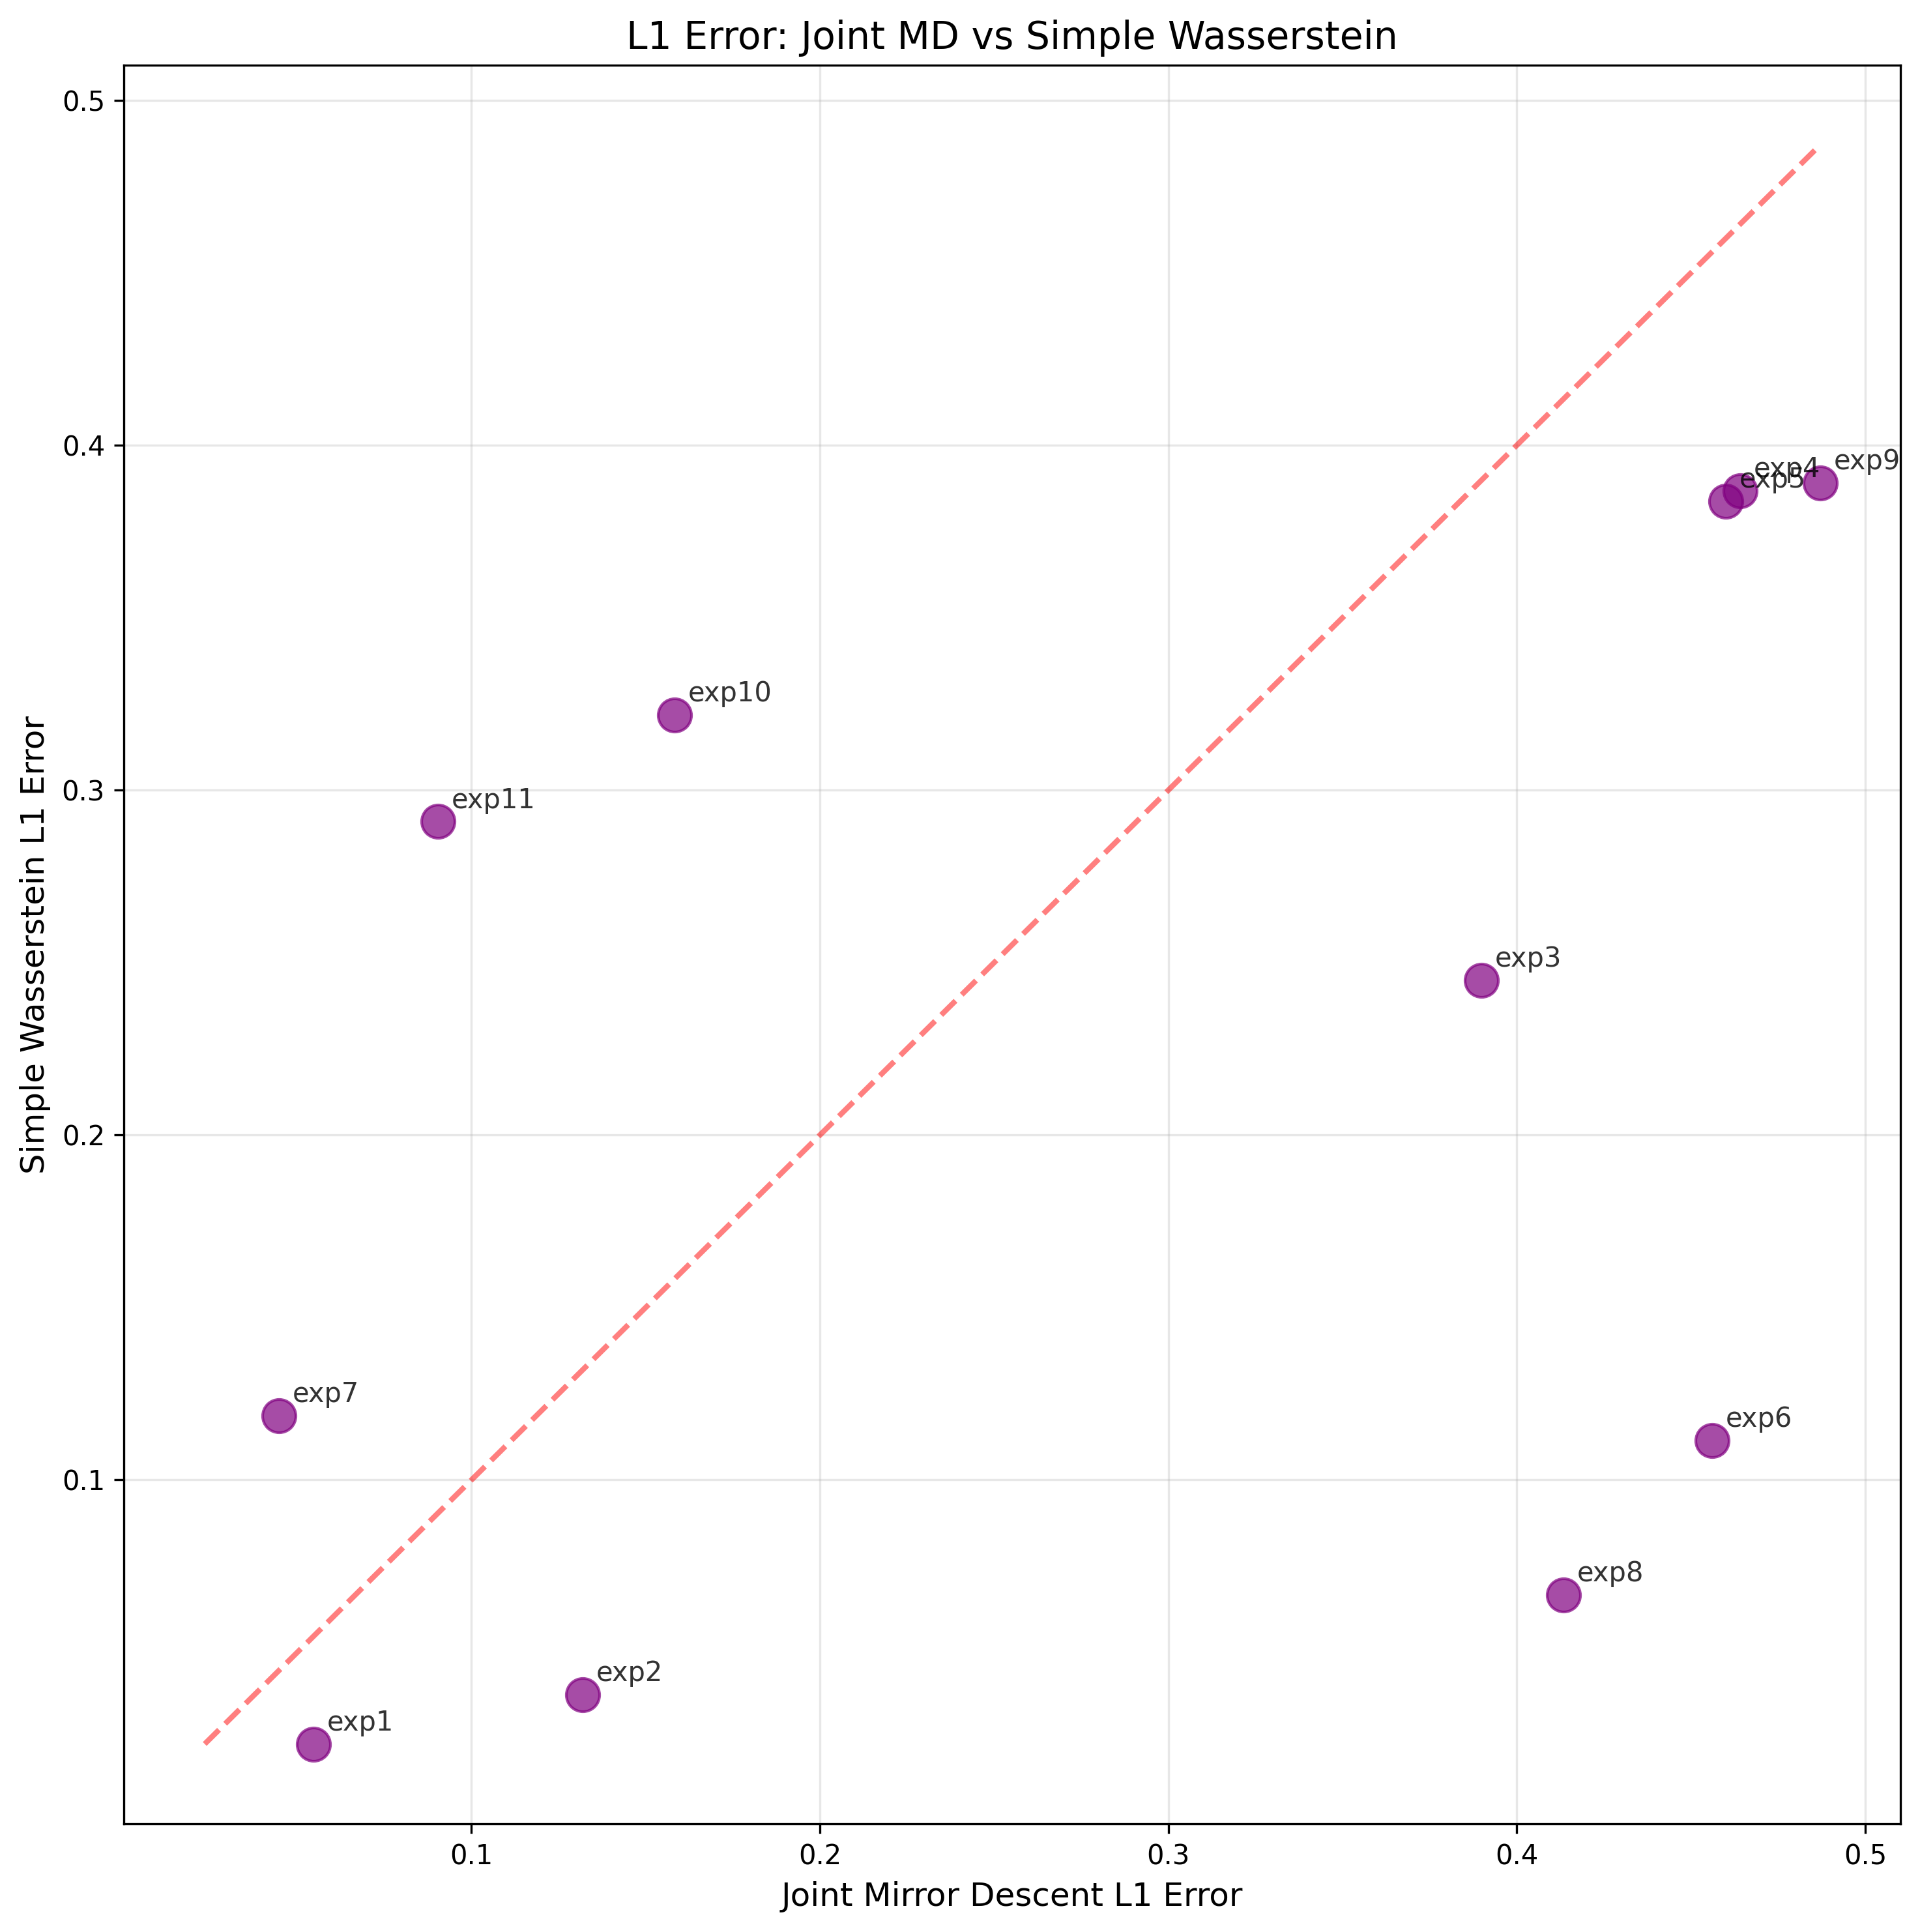 L1 Error: Joint MD vs Simple Wasserstein
0.5
0.4
0.3
0.2
0.1
Simple Wasserstein L1 Error
exp9
exp4
exp5
exp10
exp11
exp3
exp7
exp6
exp8
exp2
exp1
0.1
0.2
0.3
0.4
0.5
Joint Mirror Descent L1 Error